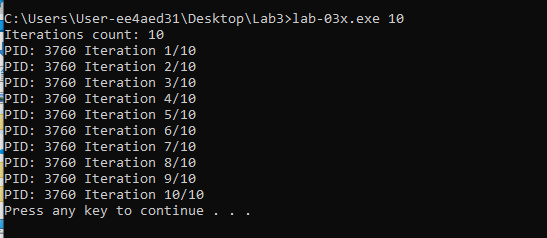 C:\Users\User-ee4aed31\Desktop\Lab3>lab-03x.exe 10
Iterations count: 10
PID: 3760 Iteration 1/10
PID: 3760 Iteration 2/10
PID: 3760 Iteration 3/10
PID: 3760 Iteration 4/10
PID: 3760 Iteration 5/10
PID: 3760 Iteration 6/10
PID: 3760 Iteration 7/10
PID: 3760 Iteration 8/10
PID: 3760 Iteration 9/10
PID: 3760 Iteration 10/10
Press any key to continue . . .